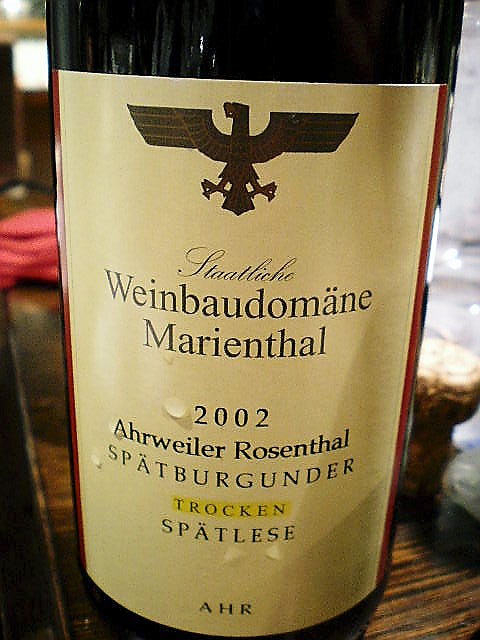 Staatliche
Weinbaudomäne
Marienthal
2002
Ahrweiler Rosenthal
SPÄTBURGUNDER
TROCKEN
SPÄTLESE
AHR